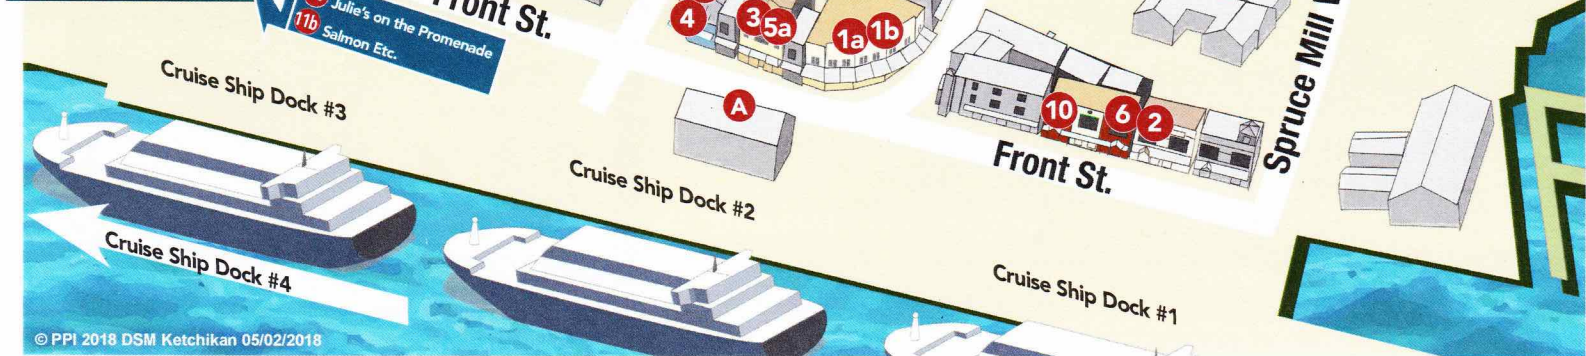 Julie's on the Promenade
11b Salmon Etc.
Front St.
4
3
5a
1a
1b
Cruise Ship Dock #3
A
10
6
2
Front St.
Spruce Mill
Cruise Ship Dock #2
Cruise Ship Dock #4
Cruise Ship Dock #1
© PPI 2018 DSM Ketchikan 05/02/2018